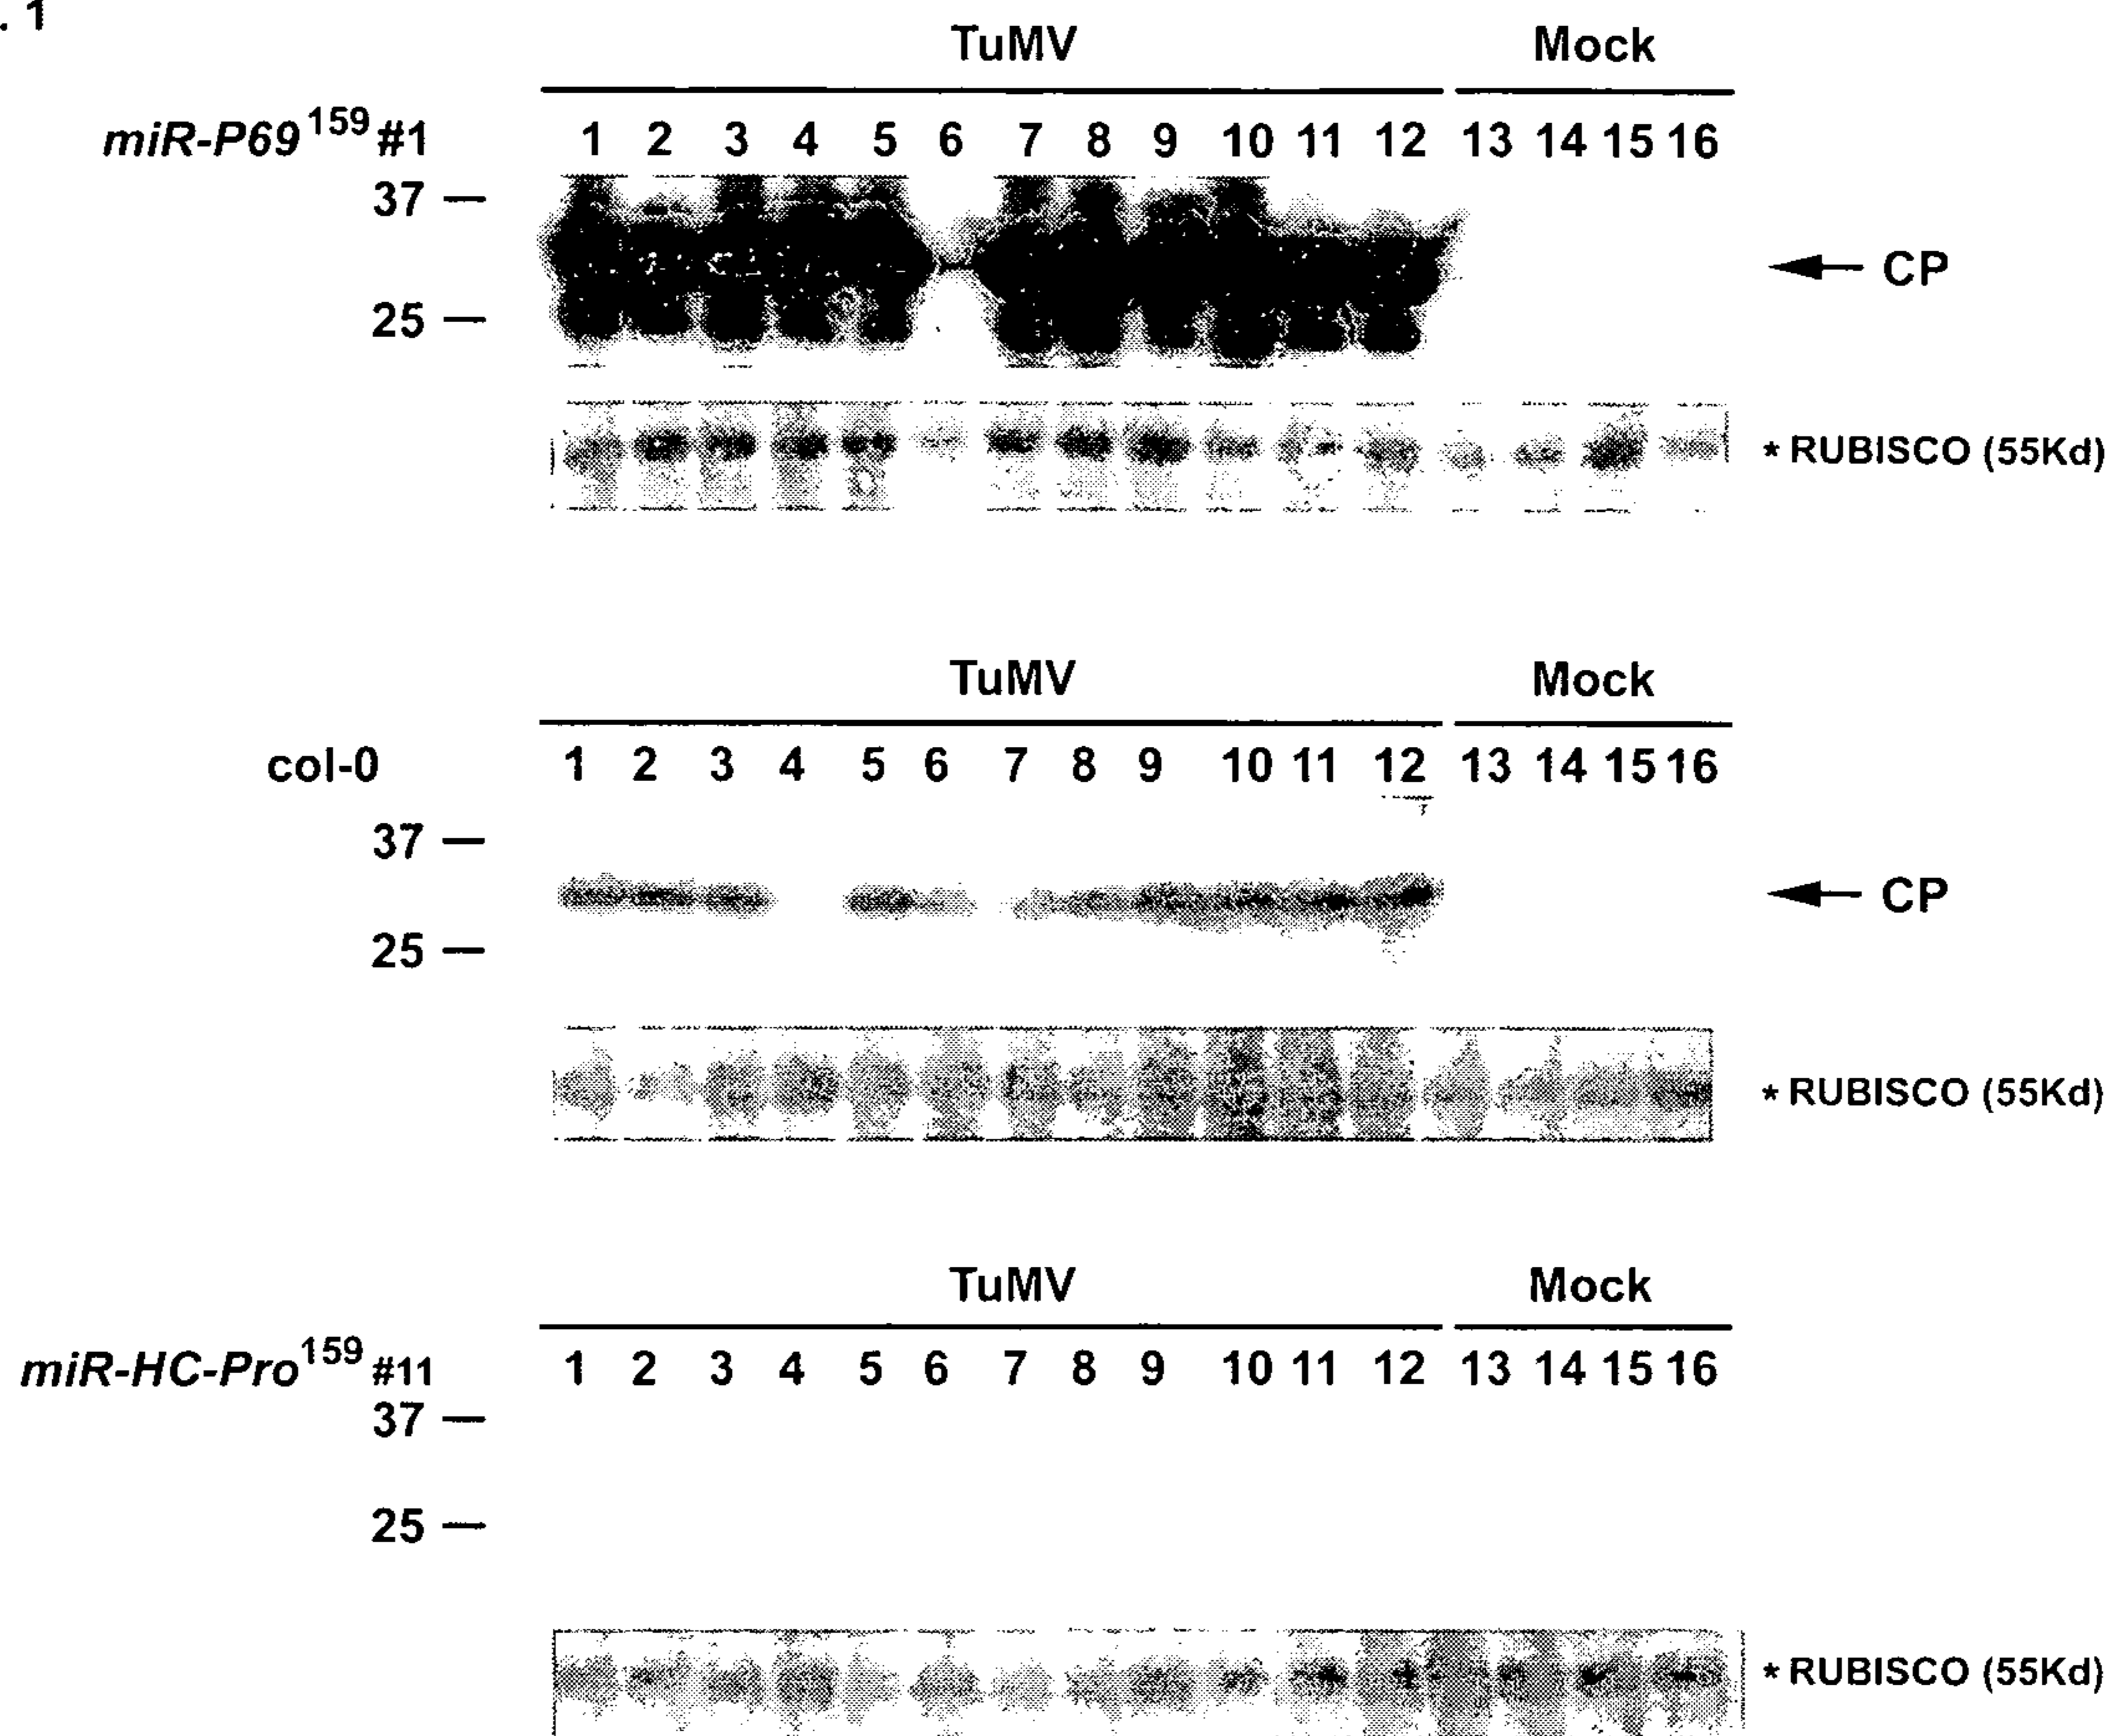 . 1
TuMV Mock
miR-P69159 #1 1 2 3 4 5 6 7 8 9 10 11 12 13 14 15 16
37
CP
25
* RUBISCO (55Kd)
TuMV Mock
col-0 1 2 3 4 5 6 7 8 9 10 11 12 13 14 15 16
37
CP
25
* RUBISCO (55Kd)
TuMV Mock
miR-HC-Pro159 #11 1 2 3 4 5 6 7 8 9 10 11 12 13 14 15 16
37
25
* RUBISCO (55Kd)